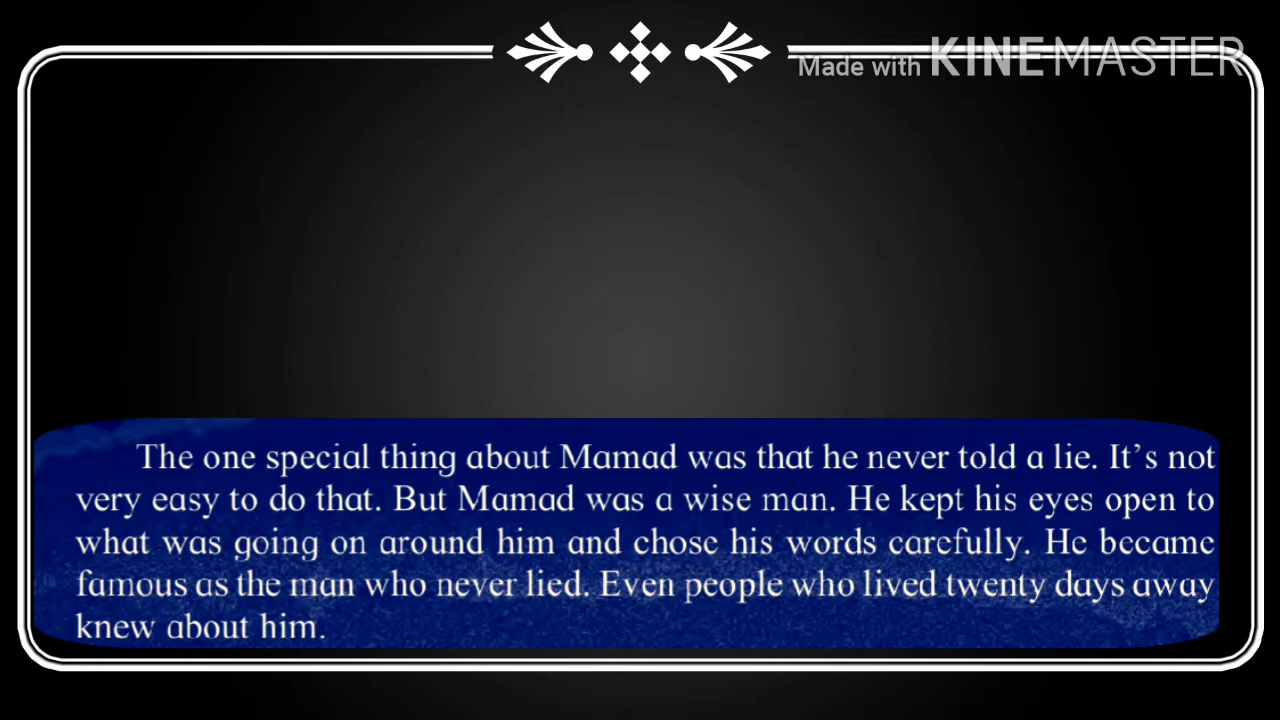 Made with KINEMASTER
The one special thing about Mamad was that he never told a lie. It's not
very easy to do that. But Mamad was a wise man. He kept his eyes open to
what was going on around him and chose his words carefully. He became
famous as the man who never lied. Even people who lived twenty days away
knew about him.